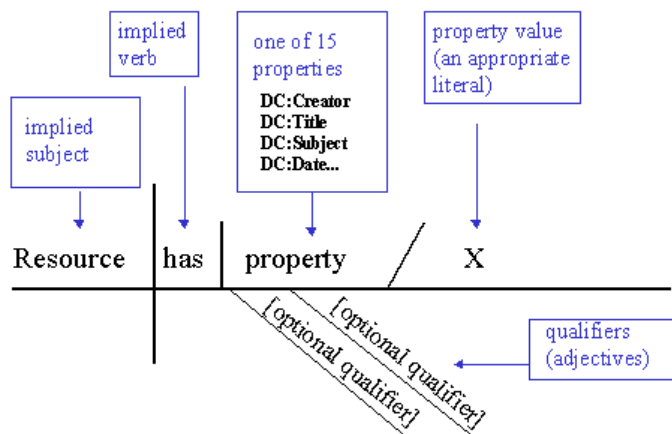 implied
verb
one of 15
properties
DC:Creator
DC:Title
DC:Subject
DC:Date...
property value
(an appropriate
literal)
implied
subject
Resource has property X
[optional qualifier]
[optional qualifier]
qualifiers
(adjectives)